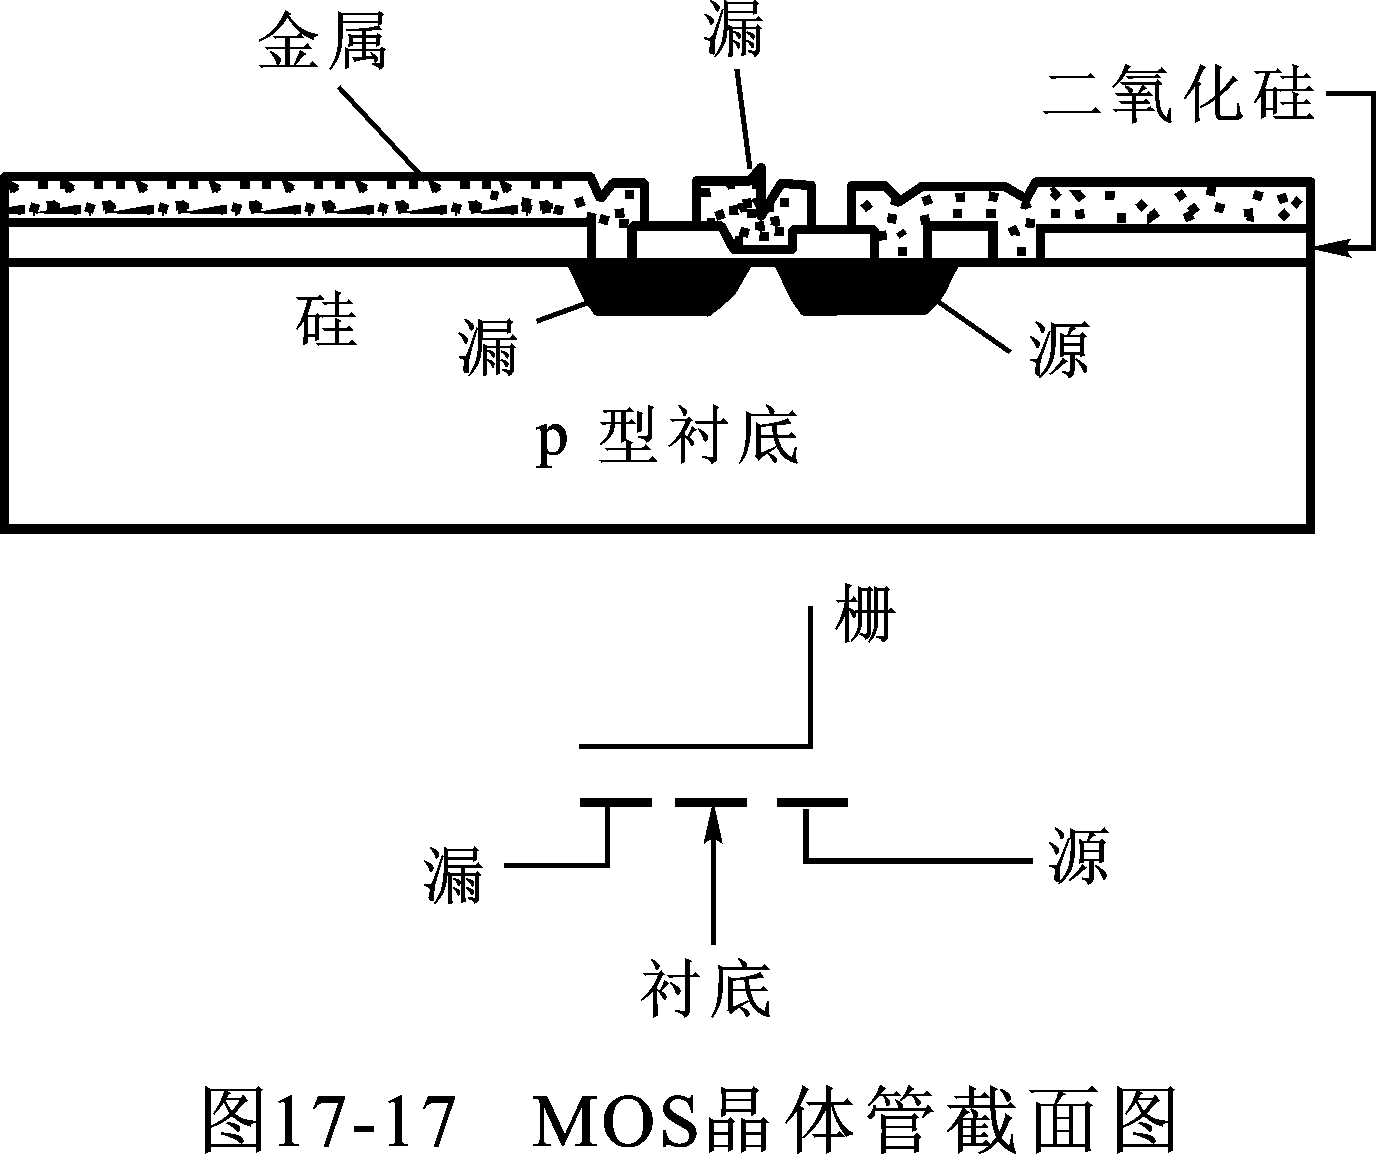 金属
漏
二氧化硅
硅
漏
源
p 型衬底
栅
漏
源
衬底
图17-17 MOS晶体管截面图